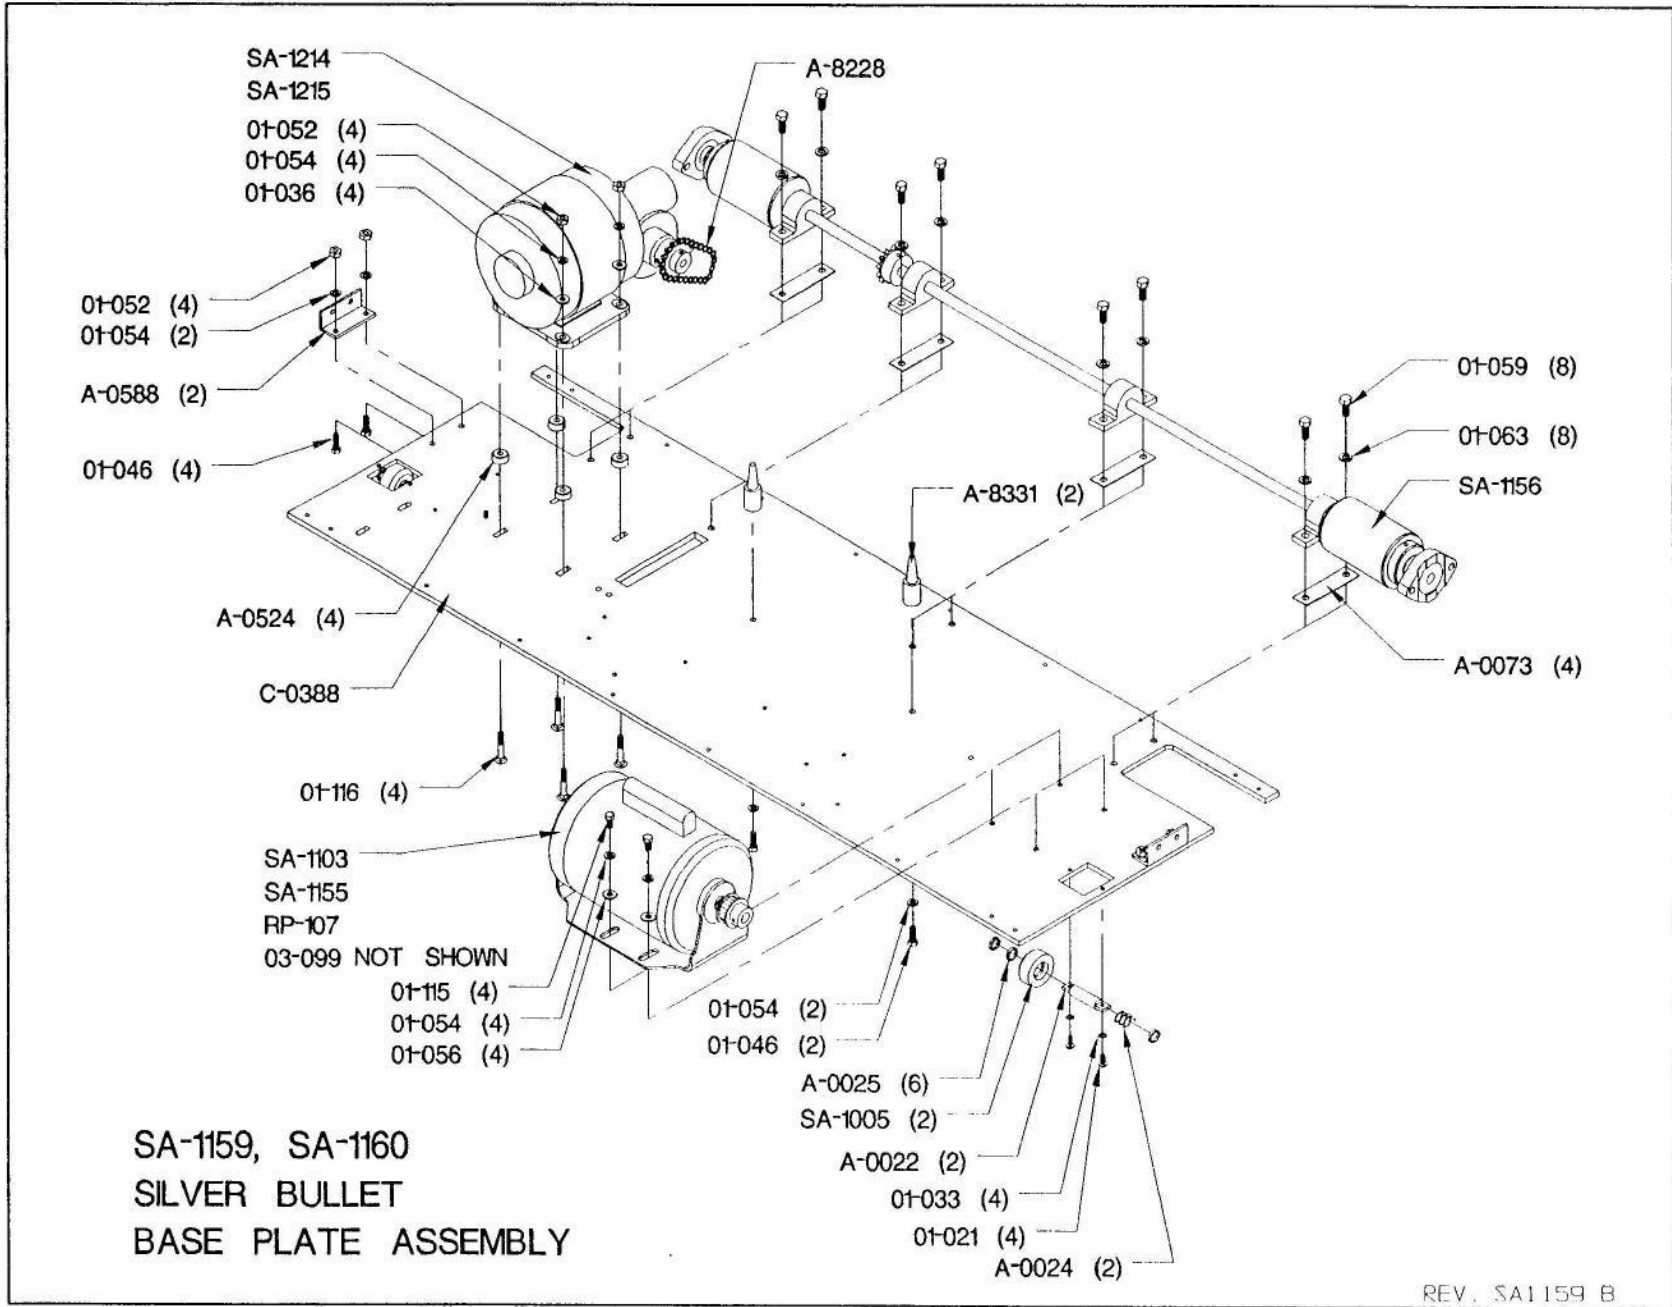 SA-1214
SA-1215
01-052 (4)
01-054 (4)
01-036 (4)
A-8228
01-052 (4)
01-054 (2)
A-0588 (2)
01-046 (4)
01-059 (8)
01-063 (8)
SA-1156
A-8331 (2)
A-0524 (4)
C-0388
A-0073 (4)
01-116 (4)
SA-1103
SA-1155
RP-107
03-099 NOT SHOWN
01-115 (4)
01-054 (4)
01-056 (4)
01-054 (2)
01-046 (2)
A-0025 (6)
SA-1005 (2)
A-0022 (2)
01-033 (4)
01-021 (4)
A-0024 (2)
SA-1159, SA-1160
SILVER BULLET
BASE PLATE ASSEMBLY
REV. SA1159 B